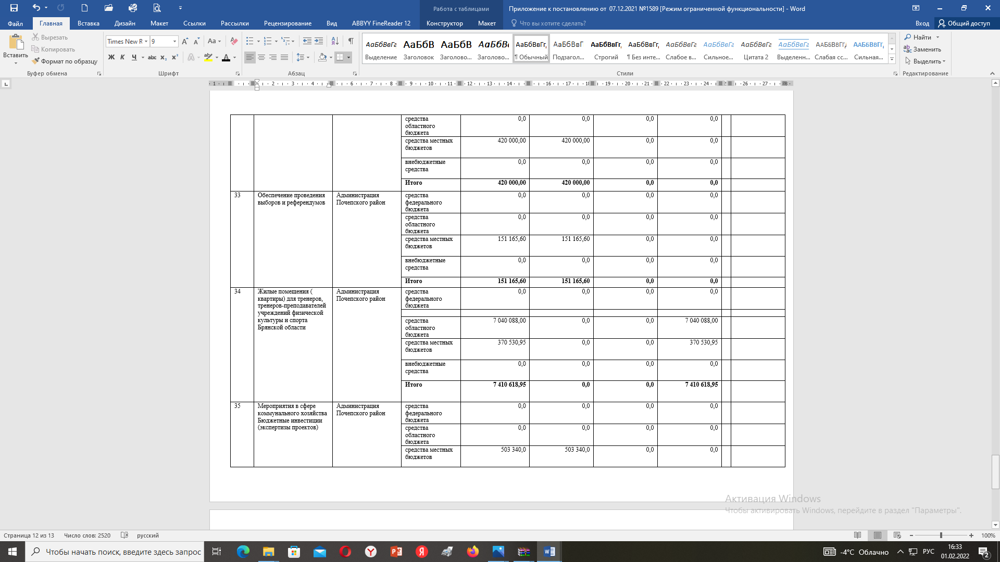 Работа с таблицами
Приложение к постановлению от 07.12.2021 №1589 [Режим ограниченной функциональности] - Word
Файл Главная Вставка Дизайн Макет Ссылки Рассылки Рецензирование Вид ABBYY FineReader 12 Конструктор Макет Что вы хотите сделать? Вход Общий доступ
Вставить
Вырезать
Копировать
Формат по образцу
Буфер обмена
Times New R 9
Ж К Ч abc x₂ x²
Шрифт
Абзац
Выделение Заголовок Заголово... Заголово... ¶ Обычный Подзагол... Строгий ¶ Без инте... Слабое в... Сильное... Цитата 2 Выделенн... Слабая сс... Сильная...
Стили
Найти
Заменить
Выделить
Редактирование
средства областного бюджета 0,0 0,0 0,0 0,0
средства местных бюджетов 420 000,00 420 000,00 0,0 0,0
внебюджетные средства 0,0 0,0 0,0 0,0
Итого 420 000,00 420 000,00 0,0 0,0
33 Обеспечение проведения выборов и референдумов Администрация Почепского район средства федерального бюджета 0,0 0,0 0,0 0,0
средства областного бюджета 0,0 0,0 0,0 0,0
средства местных бюджетов 151 165,60 151 165,60 0,0 0,0
внебюджетные средства 0,0 0,0 0,0 0,0
Итого 151 165,60 151 165,60 0,0 0,0
34 Жилые помещения ( квартиры) для тренеров, тренеров-преподавателей учреждений физической культуры и спорта Брянской области Администрация Почепского район средства федерального бюджета 0,0 0,0 0,0 0,0
средства областного бюджета 7 040 088,00 0,0 0,0 7 040 088,00
средства местных бюджетов 370 530,95 0,0 0,0 370 530,95
внебюджетные средства 0,0 0,0 0,0 0,0
Итого 7 410 618,95 0,0 0,0 7 410 618,95
35 Мероприятия в сфере коммунального хозяйства Бюджетные инвестиции (экспертизы проектов) Администрация Почепского район средства федерального бюджета 0,0 0,0 0,0 0,0
средства областного бюджета 0,0 0,0 0,0 0,0
средства местных бюджетов 503 340,0 503 340,0 0,0 0,0
Активация Windows
Чтобы активировать Windows, перейдите в раздел "Параметры".
Страница 12 из 13 Число слов: 2520 русский 100%
Чтобы начать поиск, введите здесь запрос
-4°C Облачно РУС 16:33
01.02.2022
2